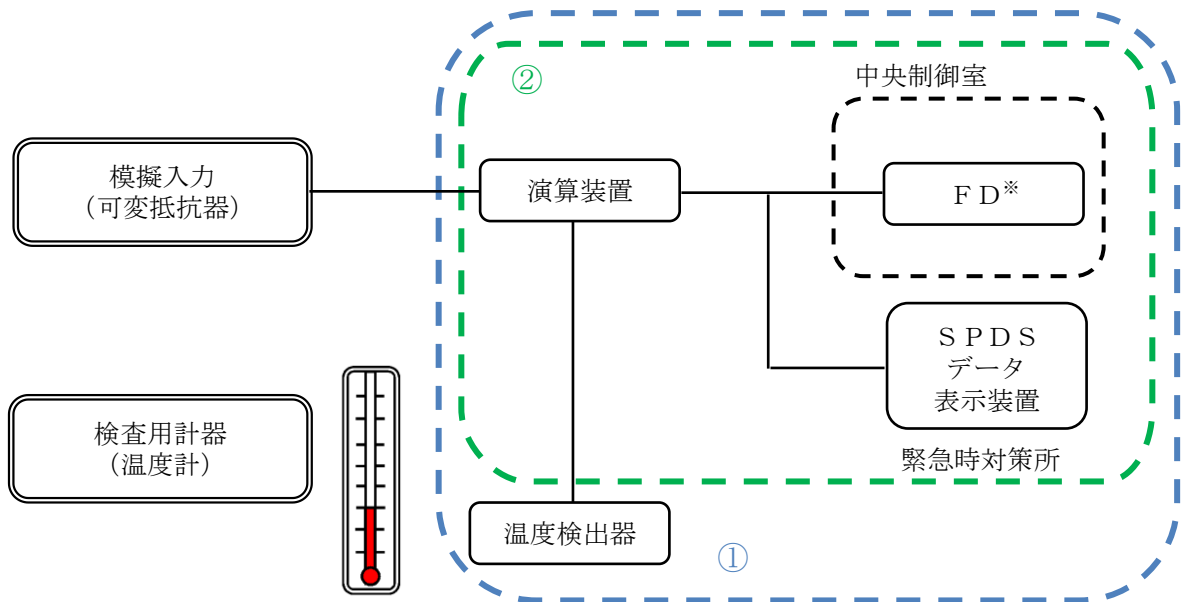 ②
中央制御室
模擬入力
（可変抵抗器）
演算装置
ＦＤ※
ＳＰＤＳ
データ
表示装置
検査用計器
（温度計）
緊急時対策所
温度検出器
①